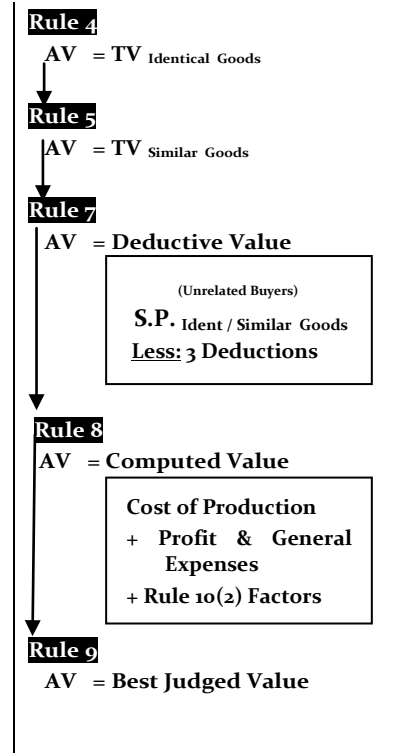 Rule 4
AV = TV Identical Goods
Rule 5
AV = TV Similar Goods
Rule 7
AV = Deductive Value
(Unrelated Buyers)
S.P. Ident / Similar Goods
Less: 3 Deductions
Rule 8
AV = Computed Value
Cost of Production
+ Profit & General
Expenses
+ Rule 10(2) Factors
Rule 9
AV = Best Judged Value